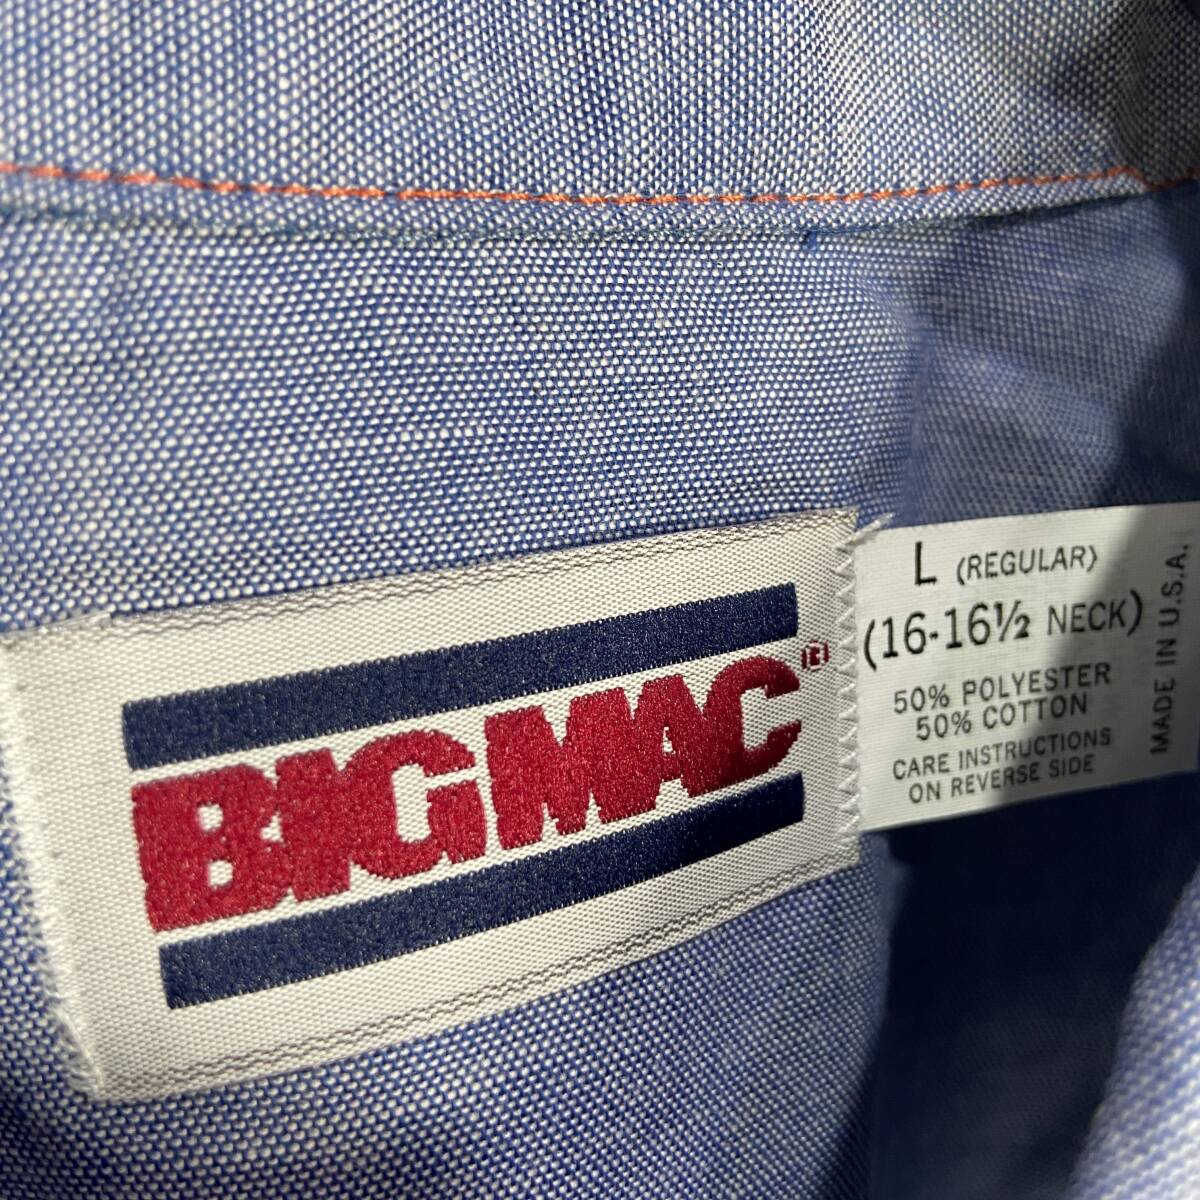 BIG MAC®
L (REGULAR)
(16-16½ NECK)
50% POLYESTER
50% COTTON
CARE INSTRUCTIONS
ON REVERSE SIDE
MADE IN U.S.A.